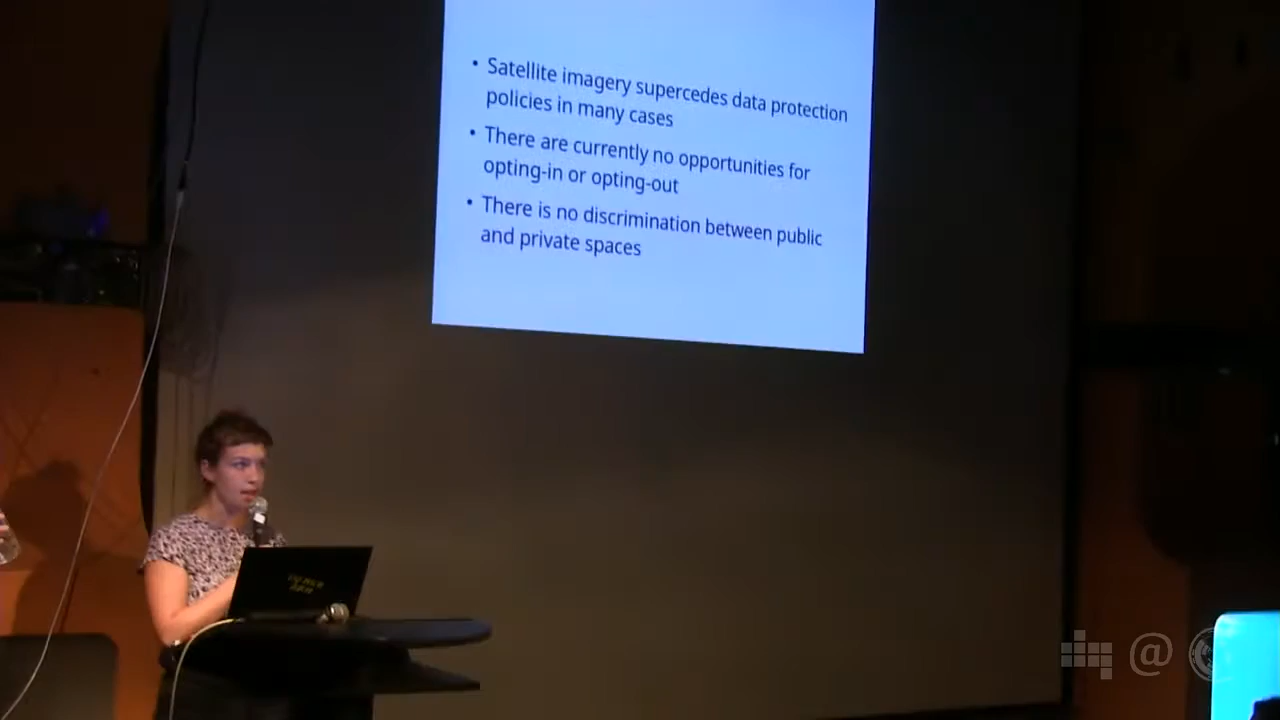 • Satellite imagery supercedes data protection
policies in many cases
• There are currently no opportunities for
opting-in or opting-out
• There is no discrimination between public
and private spaces
@